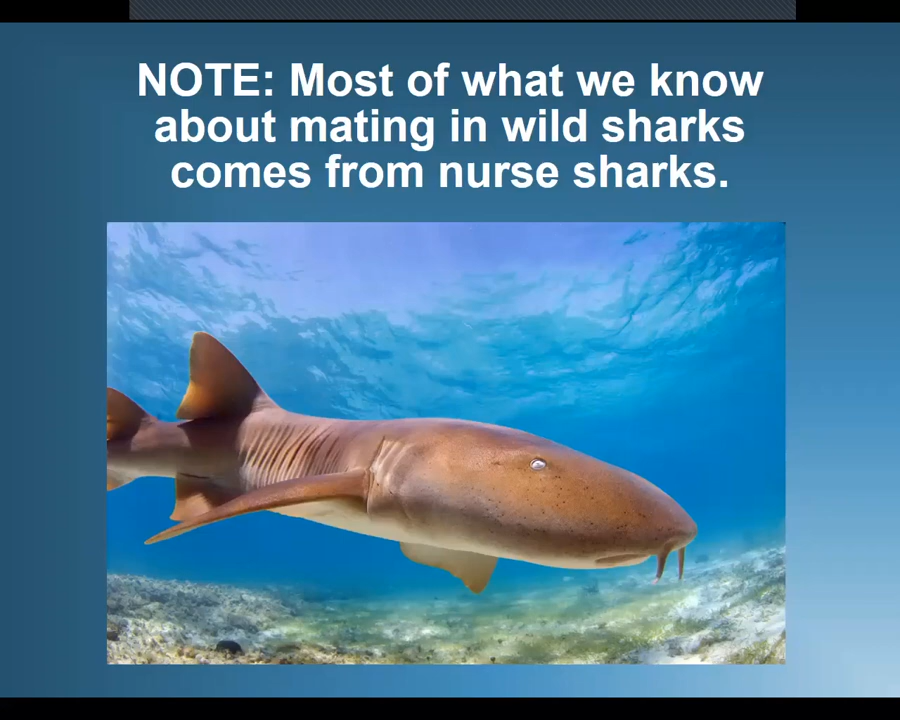 NOTE: Most of what we know
about mating in wild sharks
comes from nurse sharks.